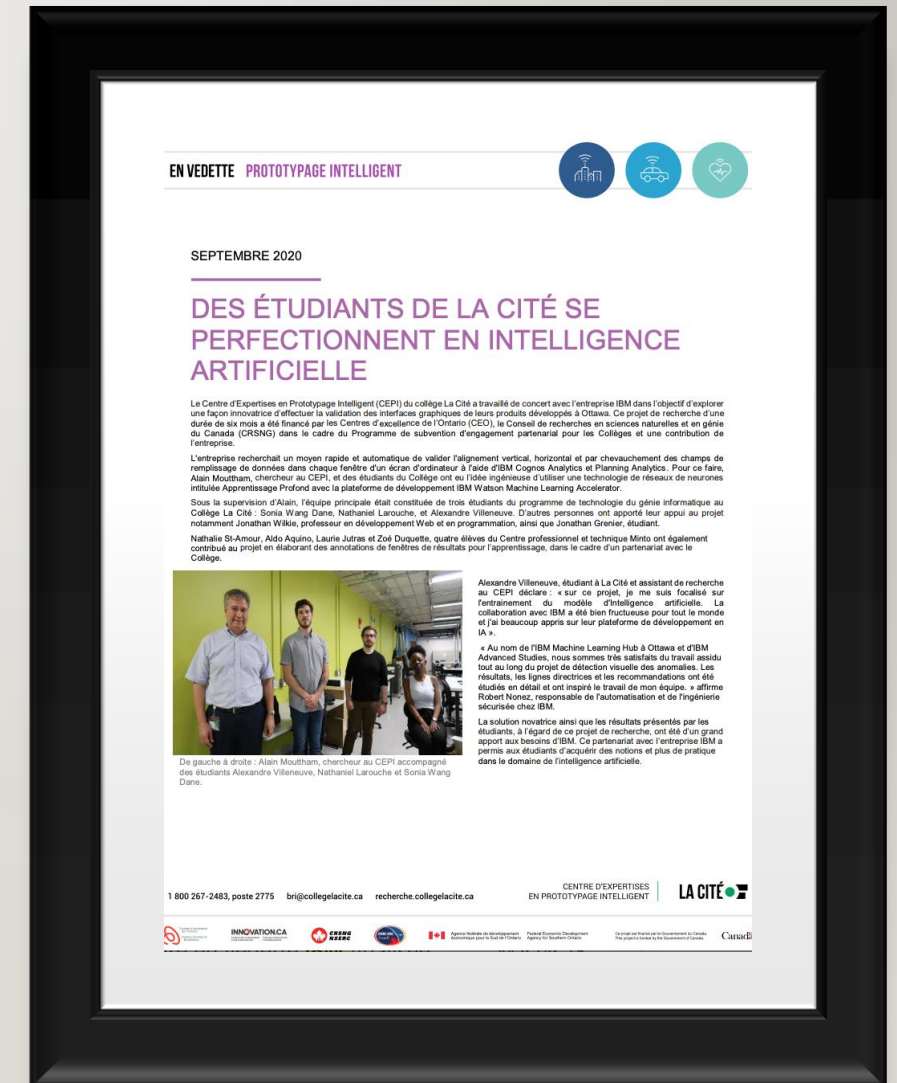 EN VEDETTE PROTOTYPAGE INTELLIGENT
SEPTEMBRE 2020
DES ÉTUDIANTS DE LA CITÉ SE
PERFECTIONNENT EN INTELLIGENCE
ARTIFICIELLE
Le Centre d'Expertises en Prototypage Intelligent (CEPI) du collège La Cité a travaillé de concert avec l'entreprise IBM dans l'objectif d'explorer
une façon innovatrice d'effectuer la validation des interfaces graphiques de leurs produits développés à Ottawa. Ce projet de recherche d'une
durée de six mois a été financé par les Centres d'excellence de l'Ontario (CEO), le Conseil de recherches en sciences naturelles et en génie
du Canada (CRSNG) dans le cadre du Programme de subvention d'engagement partenarial pour les Collèges et une contribution de
l'entreprise.
L'entreprise recherchait un moyen rapide et automatique de valider l'alignement vertical, horizontal et par chevauchement des champs de
remplissage de données dans chaque fenêtre d'un écran d'ordinateur à l'aide d'IBM Cognos Analytics et Planning Analytics. Pour ce faire,
Alain Mouttham, chercheur au CEPI, et des étudiants du Collège ont eu l'idée ingénieuse d'utiliser une technologie de réseaux de neurones
intitulée Apprentissage Profond avec la plateforme de développement IBM Watson Machine Learning Accelerator.
Sous la supervision d'Alain, l'équipe principale était constituée de trois étudiants du programme de technologie du génie informatique au
Collège La Cité : Sonia Wang Dane, Nathaniel Larouche, et Alexandre Villeneuve. D'autres personnes ont apporté leur appui au projet
notamment Jonathan Wilkie, professeur en développement Web et en programmation, ainsi que Jonathan Grenier, étudiant.
Nathalie St-Amour, Aldo Aquino, Laurie Jutras et Zoé Duquette, quatre élèves du Centre professionnel et technique Minto ont également
contribué au projet en élaborant des annotations de fenêtres de résultats pour l'apprentissage, dans le cadre d'un partenariat avec le
Collège.
Alexandre Villeneuve, étudiant à La Cité et assistant de recherche
au CEPI déclare : « sur ce projet, je me suis focalisé sur
l'entrainement du modèle d'Intelligence artificielle. La
collaboration avec IBM a été bien fructueuse pour tout le monde
et j'ai beaucoup appris sur leur plateforme de développement en
IA ».
« Au nom de l'IBM Machine Learning Hub à Ottawa et d'IBM
Advanced Studies, nous sommes très satisfaits du travail assidu
tout au long du projet de détection visuelle des anomalies. Les
résultats, les lignes directrices et les recommandations ont été
étudiés en détail et ont inspiré le travail de mon équipe. » affirme
Robert Nonez, responsable de l'automatisation et de l'ingénierie
sécurisée chez IBM.
La solution novatrice ainsi que les résultats présentés par les
étudiants, à l'égard de ce projet de recherche, ont été d'un grand
apport aux besoins d'IBM. Ce partenariat avec l'entreprise IBM a
permis aux étudiants d'acquérir des notions et plus de pratique
dans le domaine de l'intelligence artificielle.
De gauche à droite : Alain Mouttham, chercheur au CEPI accompagné
des étudiants Alexandre Villeneuve, Nathaniel Larouche et Sonia Wang
Dane.
1 800 267-2483, poste 2775 bri@collegelacite.ca recherche.collegelacite.ca
CENTRE D'EXPERTISES
EN PROTOTYPAGE INTELLIGENT
LA CITÉ
INNOVATION.CA
CRSNG
NSERC
Agence fédérale de développement
économique pour le Sud de l'Ontario
Federal Economic Development
Agency for Southern Ontario
Ce projet est financé par le Gouvernement du Canada
This project is funded by the Government of Canada
Canada